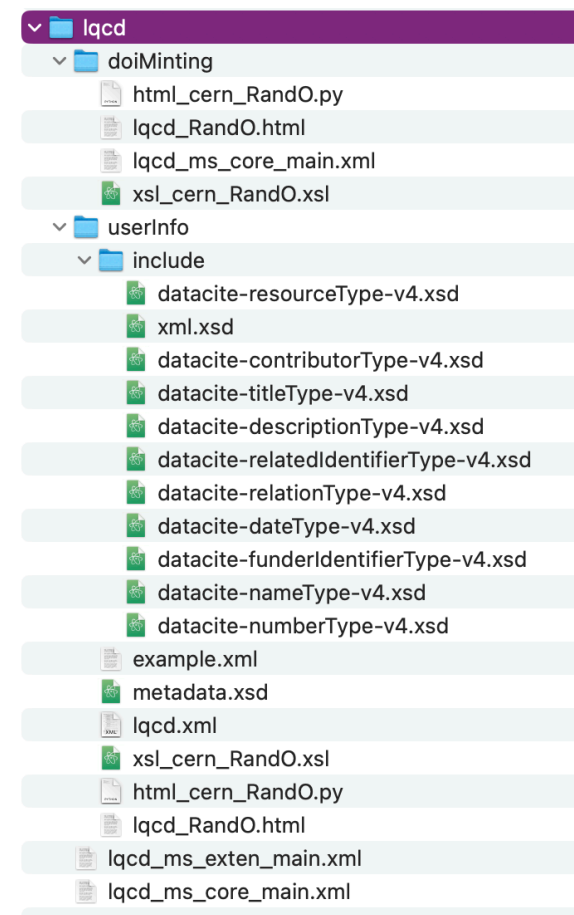 lqcd
doiMinting
html_cern_RandO.py
lqcd_RandO.html
lqcd_ms_core_main.xml
xsl_cern_RandO.xsl
userInfo
include
datacite-resourceType-v4.xsd
xml.xsd
datacite-contributorType-v4.xsd
datacite-titleType-v4.xsd
datacite-descriptionType-v4.xsd
datacite-relatedIdentifierType-v4.xsd
datacite-relationType-v4.xsd
datacite-dateType-v4.xsd
datacite-funderIdentifierType-v4.xsd
datacite-nameType-v4.xsd
datacite-numberType-v4.xsd
example.xml
metadata.xsd
lqcd.xml
xsl_cern_RandO.xsl
html_cern_RandO.py
lqcd_RandO.html
lqcd_ms_exten_main.xml
lqcd_ms_core_main.xml